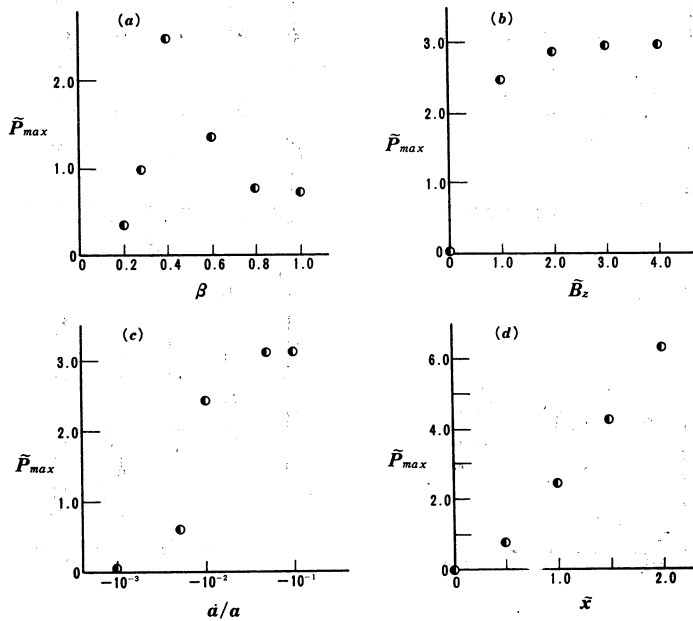 (a)
2.0
P̃max
1.0
0
0 0.2 0.4 0.6 0.8 1.0
β
(b)
3.0
2.0
P̃max
1.0
0
0 1.0 2.0 3.0 4.0
B̃z
(c)
3.0
2.0
P̃max
1.0
0
−10⁻³ −10⁻² −10⁻¹
ȧ/a
(d)
6.0
4.0
P̃max
2.0
0
0 1.0 2.0
x̃